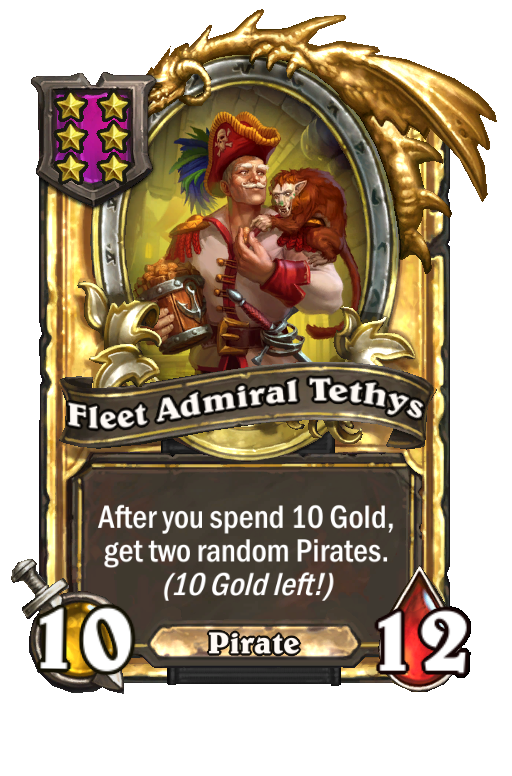 Fleet Admiral Tethys
After you spend 10 Gold,
get two random Pirates.
(10 Gold left!)
10
Pirate
12